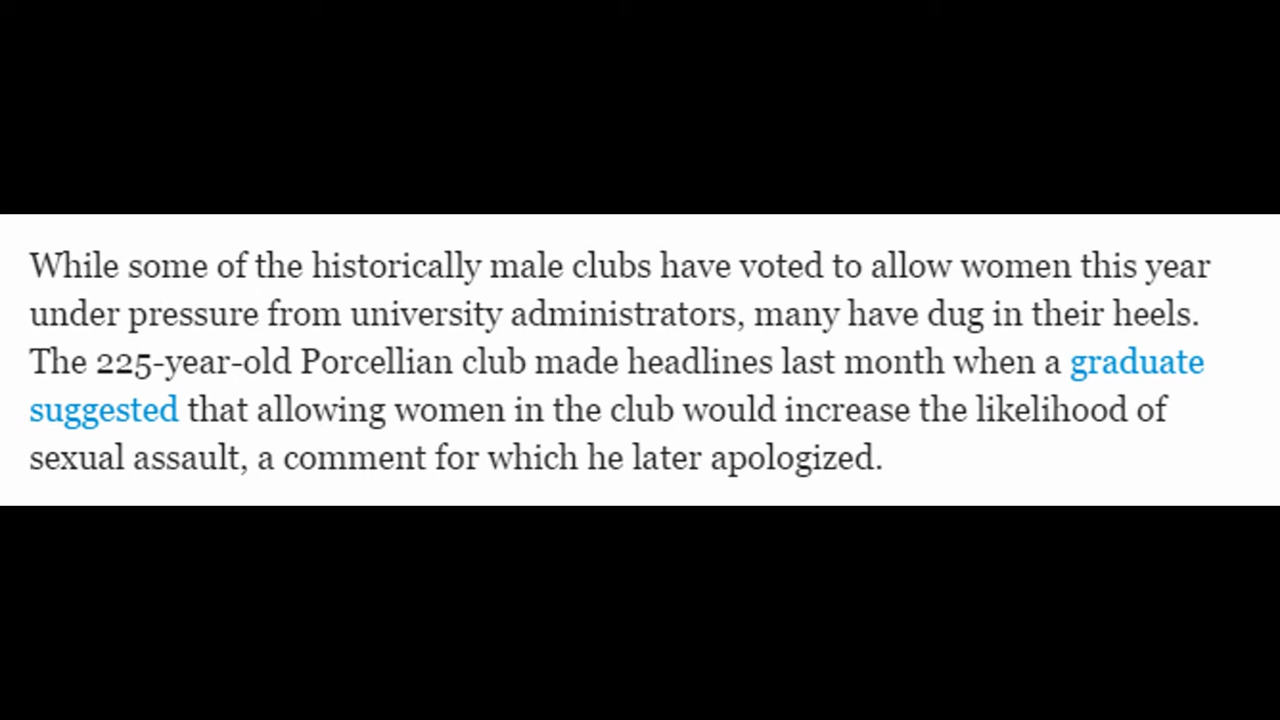 While some of the historically male clubs have voted to allow women this year
under pressure from university administrators, many have dug in their heels.
The 225-year-old Porcellian club made headlines last month when a graduate
suggested that allowing women in the club would increase the likelihood of
sexual assault, a comment for which he later apologized.